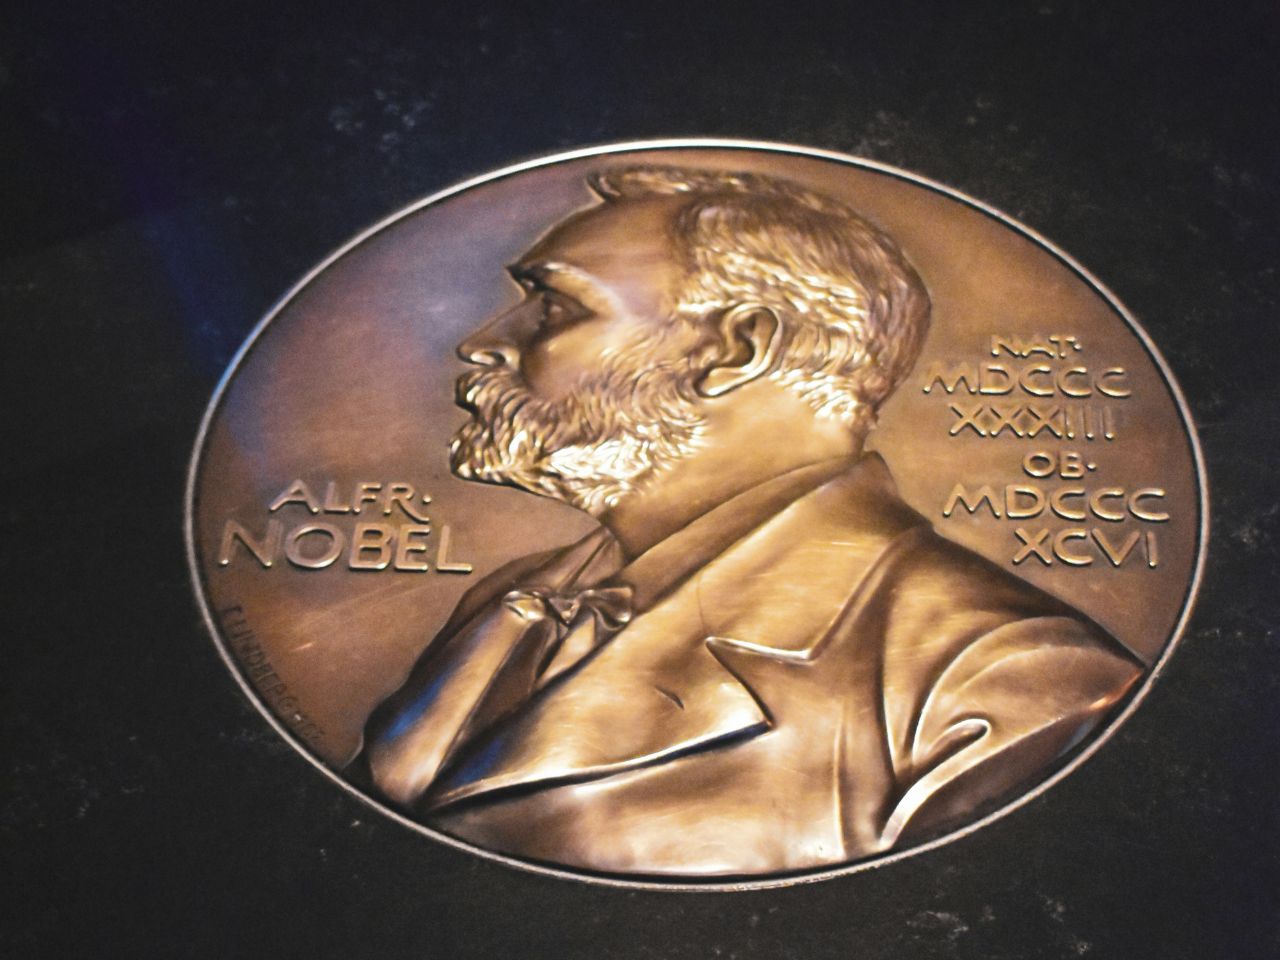 ALFR·
NOBEL
NAT·
MDCCC
XXXIII
OB·
MDCCC
XCVI